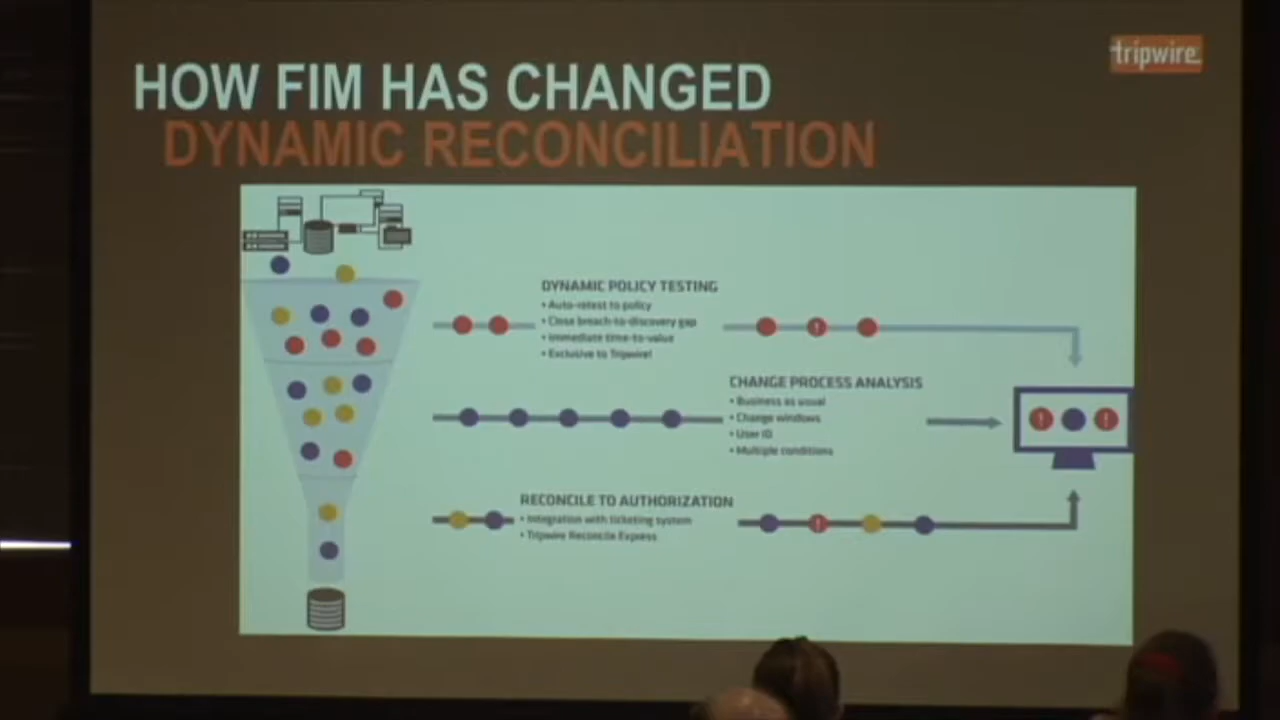 tripwire
HOW FIM HAS CHANGED
DYNAMIC RECONCILIATION
DYNAMIC POLICY TESTING
• Auto-retest to policy
• Close breach-to-discovery gap
• Immediate time-to-value
• Exclusive to Tripwire!
CHANGE PROCESS ANALYSIS
• Business as usual
• Change windows
• User ID
• Multiple conditions
RECONCILE TO AUTHORIZATION
• Integration with ticketing system
• Tripwire Reconcile Express